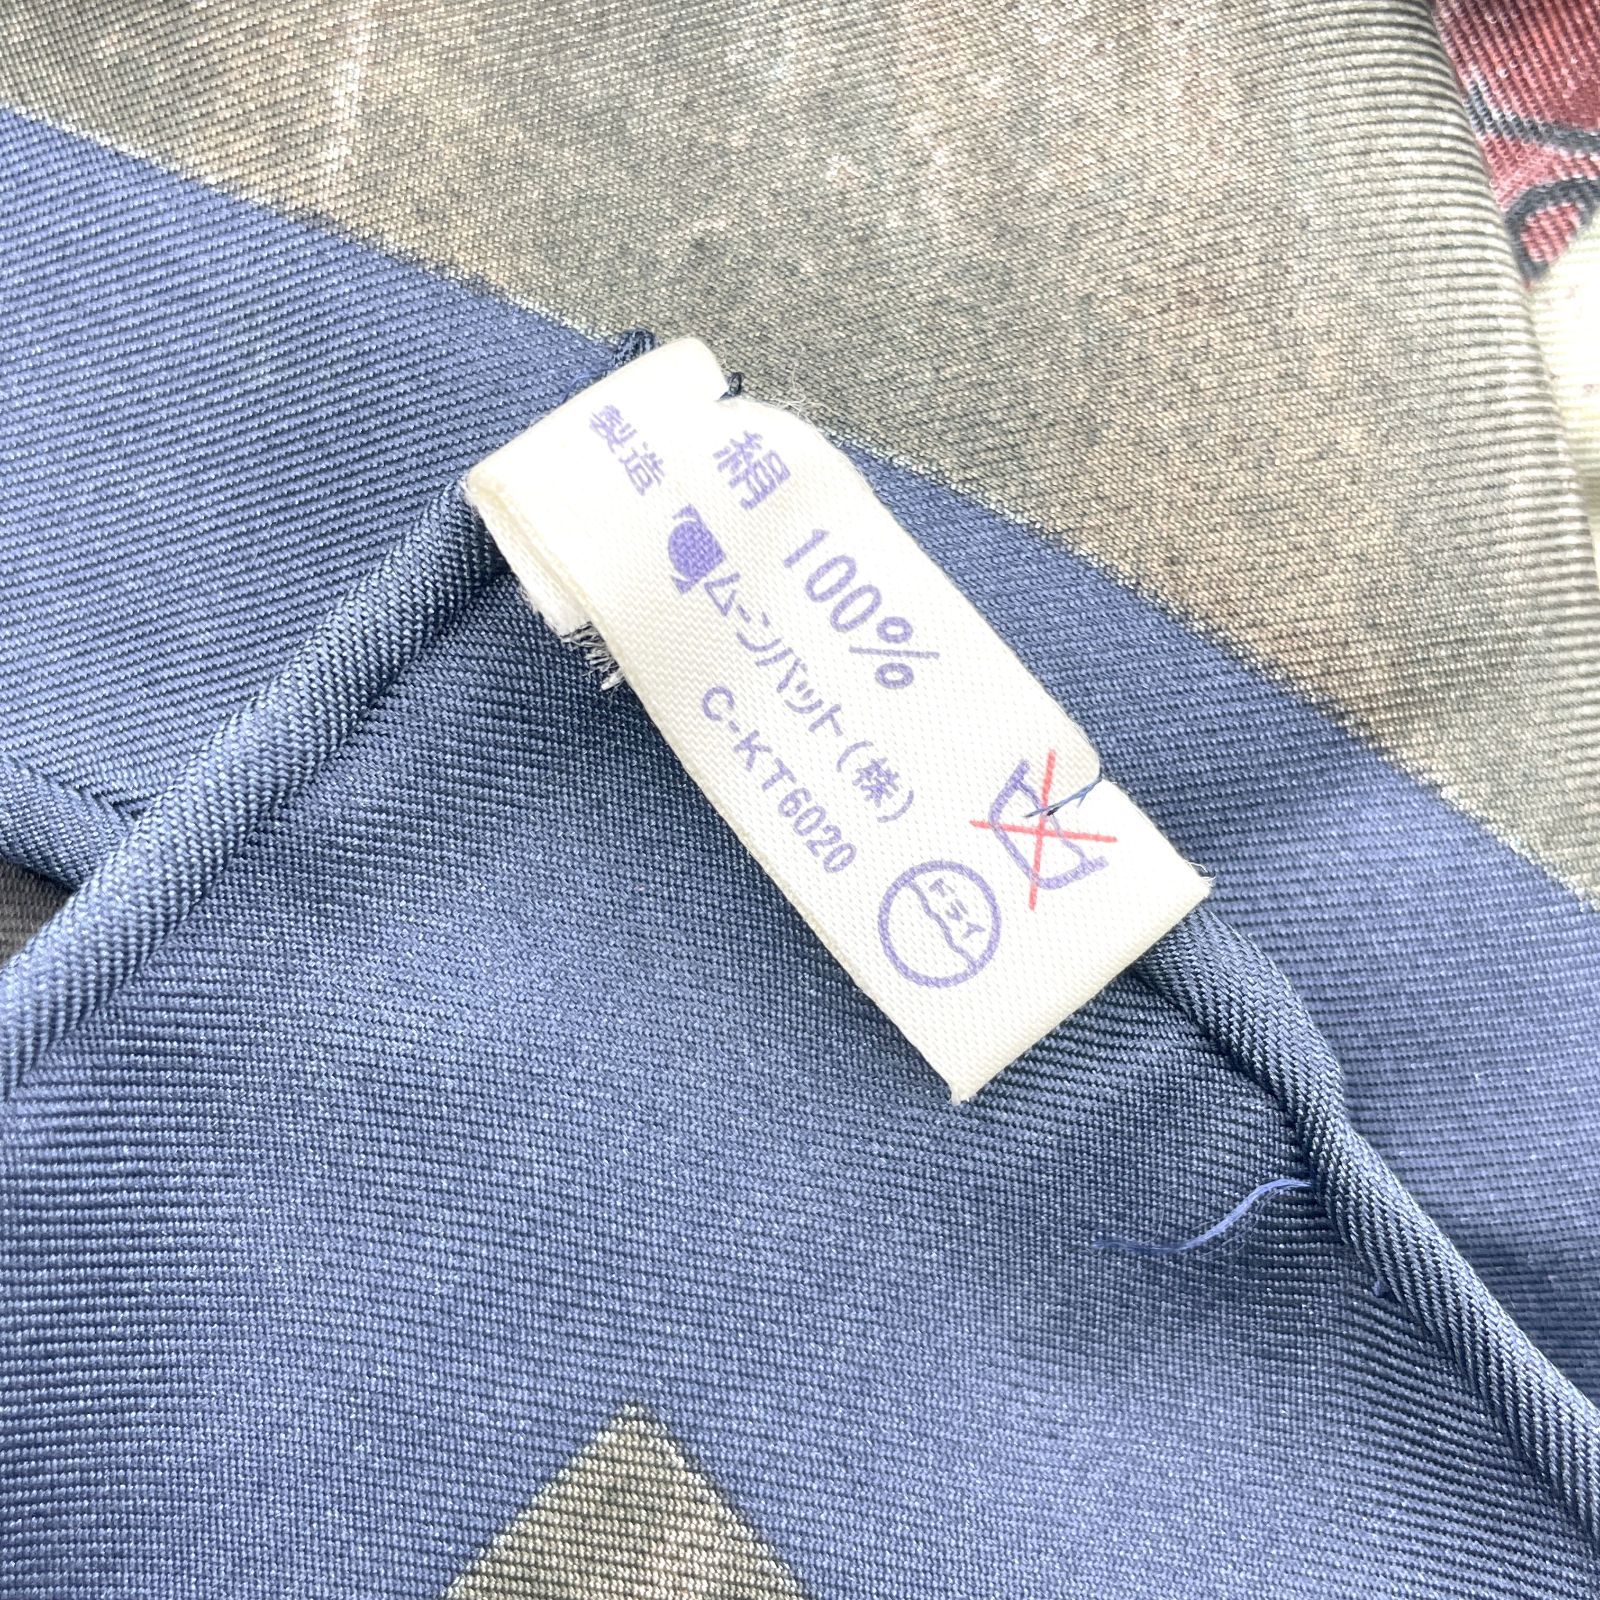 絹 100%
製造 ムーンバット(株)
C-KT6020
ドライ